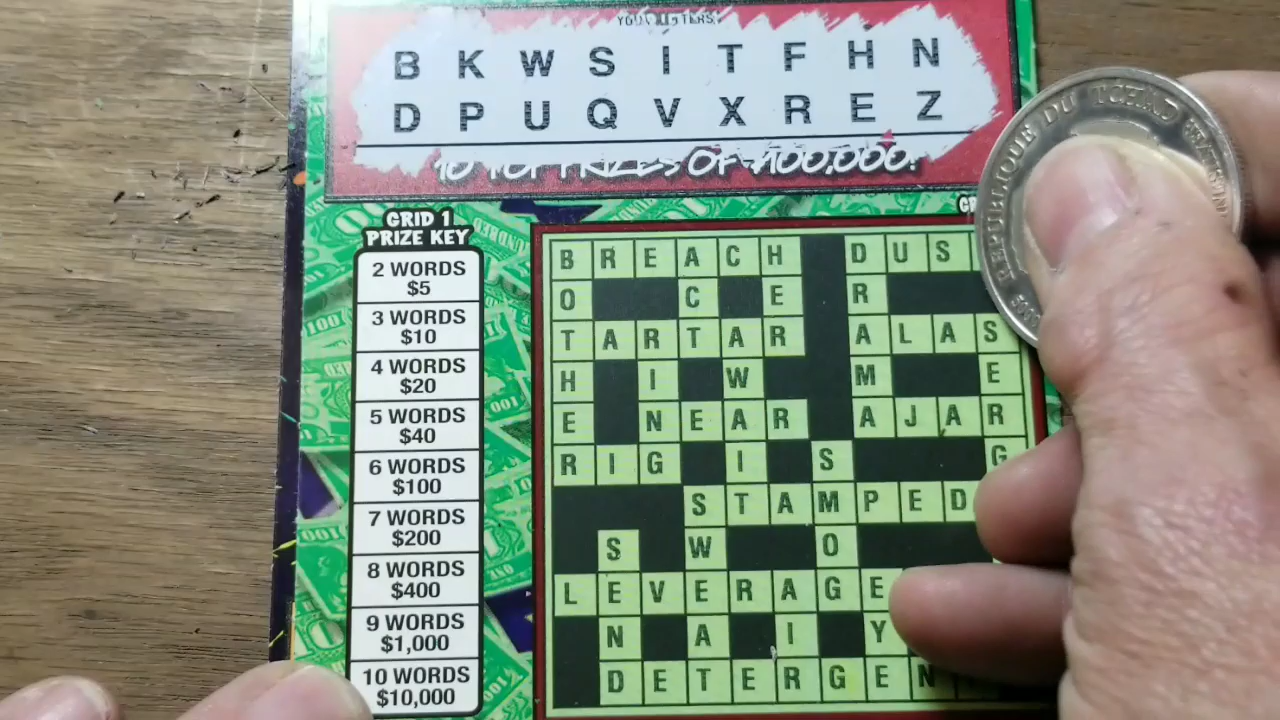 YOUR LETTERS
B K W S I T F H N
D P U Q V X R E Z
10 TOP PRIZES OF $100,000!
GRID 1
PRIZE KEY
2 WORDS
$5
3 WORDS
$10
4 WORDS
$20
5 WORDS
$40
6 WORDS
$100
7 WORDS
$200
8 WORDS
$400
9 WORDS
$1,000
10 WORDS
$10,000
B R E A C H D U S
O C E R
T A R T A R A L A S
H I W M E
E N E A R A J A R
R I G I S G
S T A M P E D
S W O
L E V E R A G E
N A I Y
D E T E R G E N
REPUBLIQUE DU TCHAD